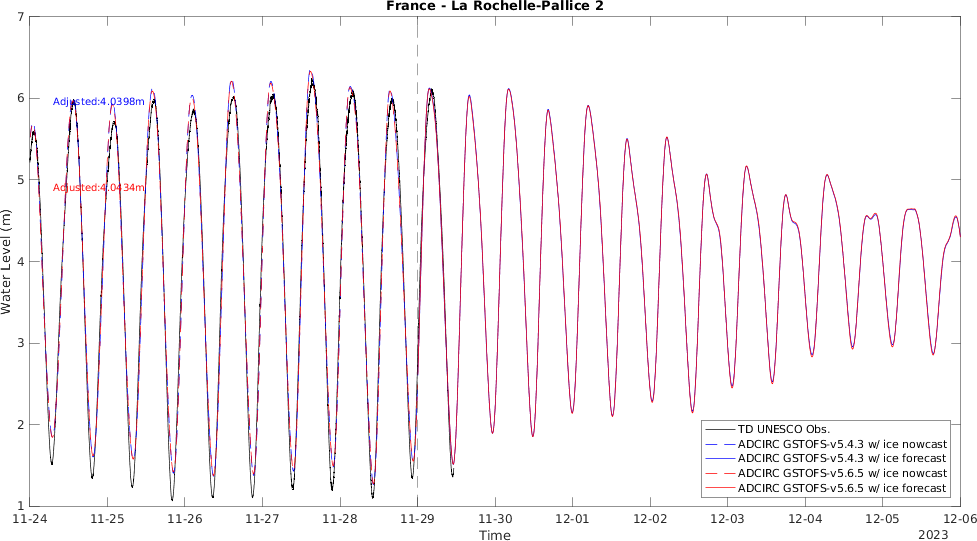 France - La Rochelle-Pallice 2
7
6
5
4
3
2
1
Water Level (m)
Adjusted:4.0398m
Adjusted:4.0434m
TD UNESCO Obs.
ADCIRC GSTOFS-v5.4.3 w/ ice nowcast
ADCIRC GSTOFS-v5.4.3 w/ ice forecast
ADCIRC GSTOFS-v5.6.5 w/ ice nowcast
ADCIRC GSTOFS-v5.6.5 w/ ice forecast
11-24 11-25 11-26 11-27 11-28 11-29 11-30 12-01 12-02 12-03 12-04 12-05 12-06
Time
2023